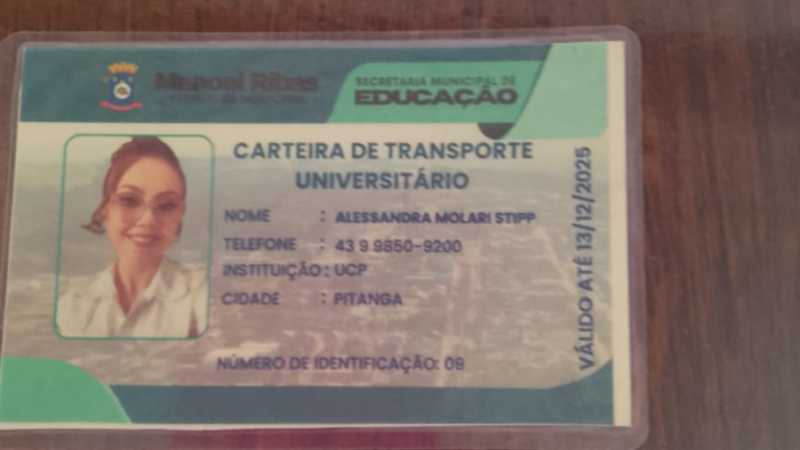 Manoel Ribas
SECRETARIA MUNICIPAL DE
EDUCAÇÃO
CARTEIRA DE TRANSPORTE
UNIVERSITÁRIO
NOME : ALESSANDRA MOLARI STIPP
TELEFONE : 43 9 9850-9200
INSTITUIÇÃO : UCP
CIDADE : PITANGA
NÚMERO DE IDENTIFICAÇÃO: 09
VÁLIDO ATÉ 13/12/2025